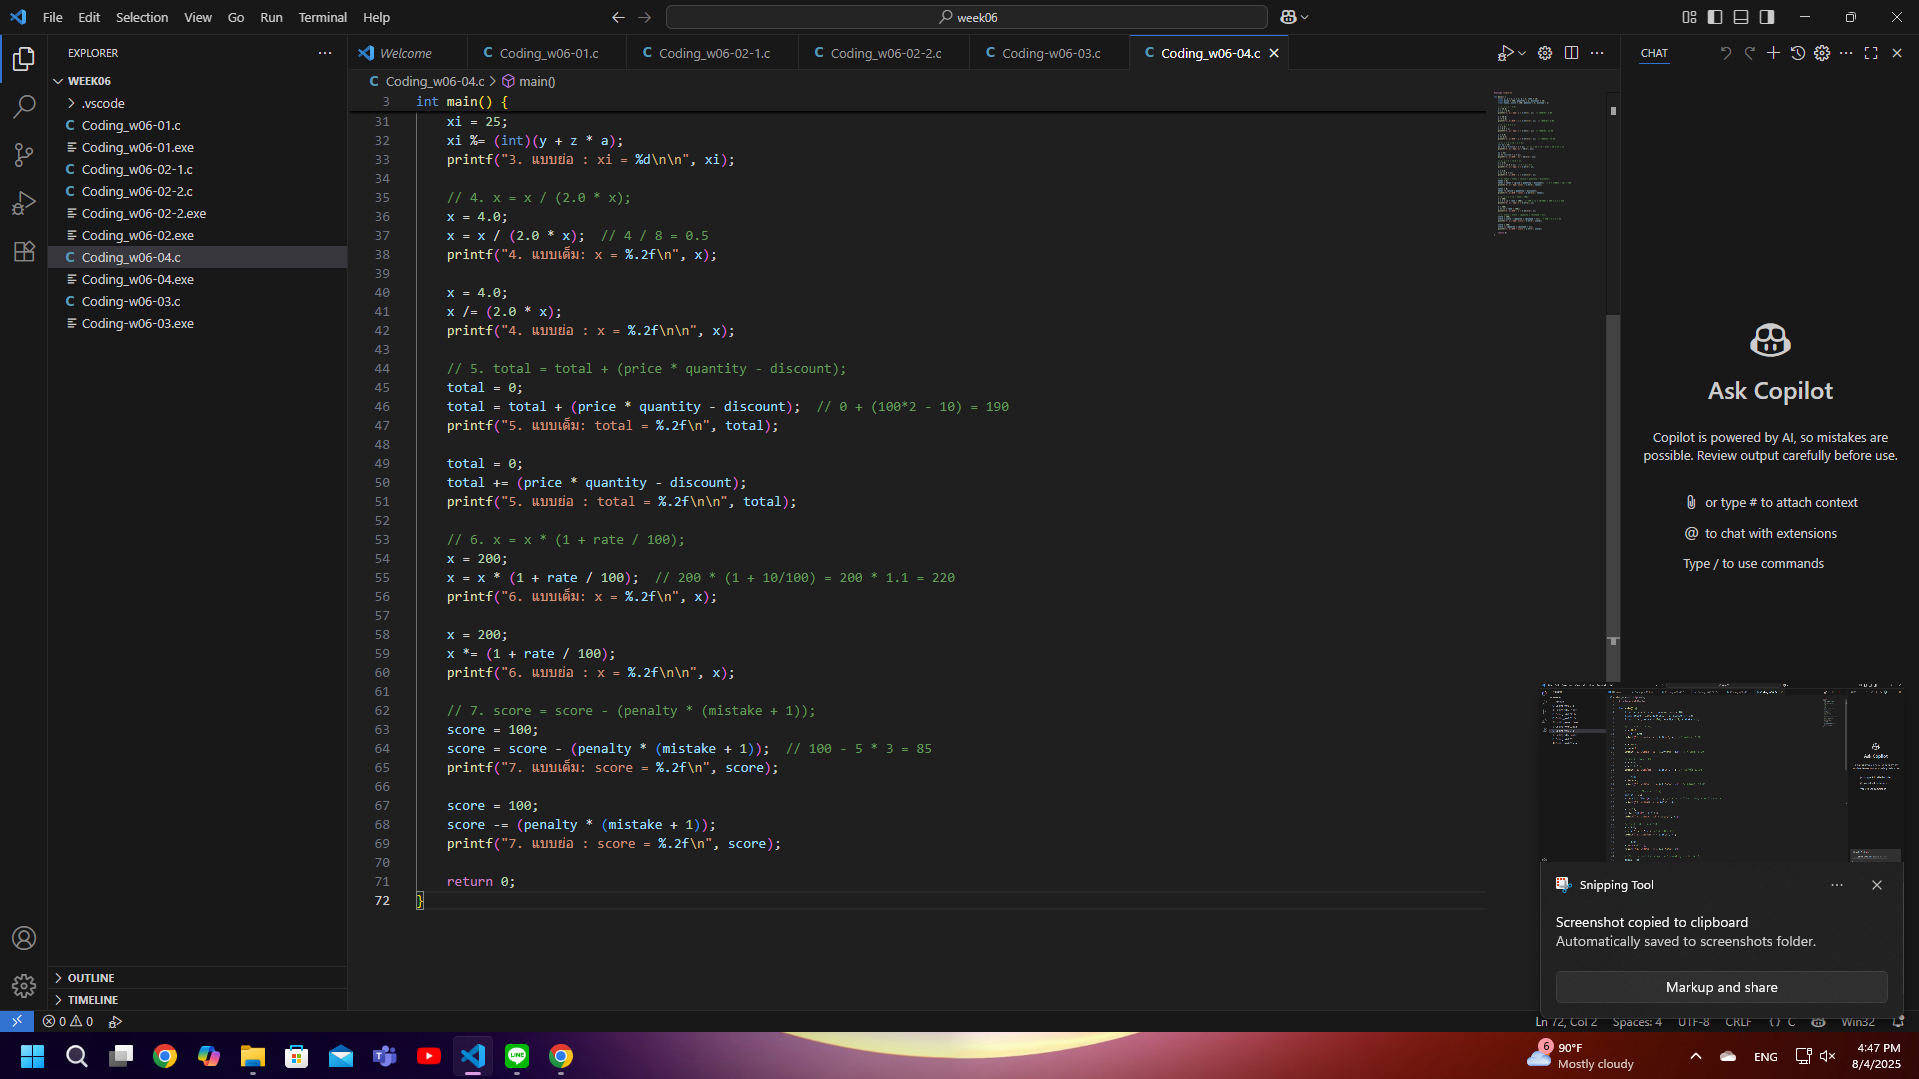 File Edit Selection View Go Run Terminal Help
week06
EXPLORER
WEEK06
.vscode
C Coding_w06-01.c
Coding_w06-01.exe
C Coding_w06-02-1.c
C Coding_w06-02-2.c
Coding_w06-02-2.exe
Coding_w06-02.exe
C Coding_w06-04.c
Coding_w06-04.exe
C Coding-w06-03.c
Coding-w06-03.exe
OUTLINE
TIMELINE
Welcome C Coding_w06-01.c C Coding_w06-02-1.c C Coding_w06-02-2.c C Coding-w06-03.c C Coding_w06-04.c
C Coding_w06-04.c > main()
3 int main() {
31 xi = 25;
32 xi %= (int)(y + z * a);
33 printf("3. แบบย่อ : xi = %d\n\n", xi);
34
35 // 4. x = x / (2.0 * x);
36 x = 4.0;
37 x = x / (2.0 * x); // 4 / 8 = 0.5
38 printf("4. แบบเต็ม: x = %.2f\n", x);
39
40 x = 4.0;
41 x /= (2.0 * x);
42 printf("4. แบบย่อ : x = %.2f\n\n", x);
43
44 // 5. total = total + (price * quantity - discount);
45 total = 0;
46 total = total + (price * quantity - discount); // 0 + (100*2 - 10) = 190
47 printf("5. แบบเต็ม: total = %.2f\n", total);
48
49 total = 0;
50 total += (price * quantity - discount);
51 printf("5. แบบย่อ : total = %.2f\n\n", total);
52
53 // 6. x = x * (1 + rate / 100);
54 x = 200;
55 x = x * (1 + rate / 100); // 200 * (1 + 10/100) = 200 * 1.1 = 220
56 printf("6. แบบเต็ม: x = %.2f\n", x);
57
58 x = 200;
59 x *= (1 + rate / 100);
60 printf("6. แบบย่อ : x = %.2f\n\n", x);
61
62 // 7. score = score - (penalty * (mistake + 1));
63 score = 100;
64 score = score - (penalty * (mistake + 1)); // 100 - 5 * 3 = 85
65 printf("7. แบบเต็ม: score = %.2f\n", score);
66
67 score = 100;
68 score -= (penalty * (mistake + 1));
69 printf("7. แบบย่อ : score = %.2f\n", score);
70
71 return 0;
72 }
CHAT
Ask Copilot
Copilot is powered by AI, so mistakes are
possible. Review output carefully before use.
or type # to attach context
@ to chat with extensions
Type / to use commands
Ask Copilot
Snipping Tool
Screenshot copied to clipboard
Automatically saved to screenshots folder.
Markup and share
0 0
Ln 72, Col 2 Spaces: 4 UTF-8 CRLF {} C Win32
6 90°F
Mostly cloudy
ENG
4:47 PM
8/4/2025